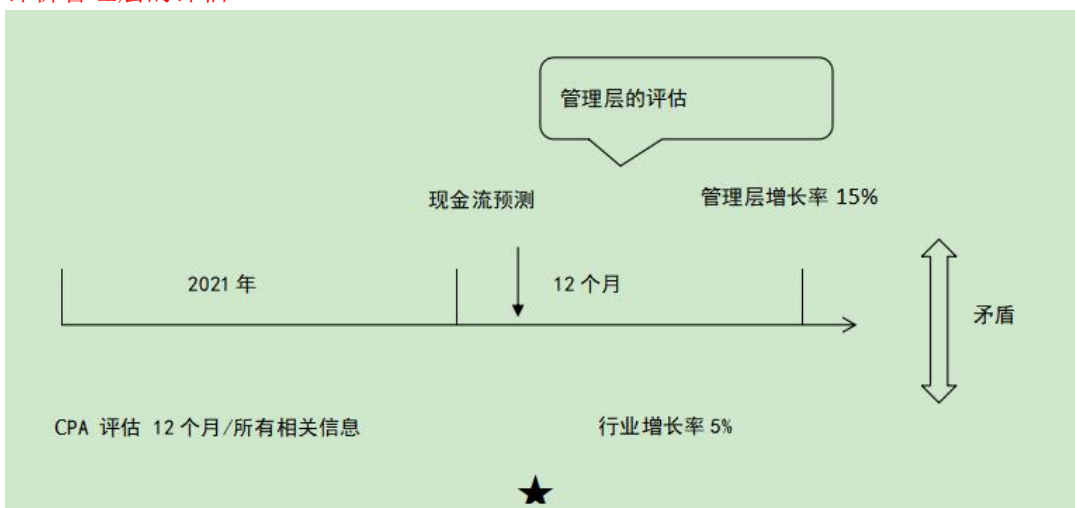 管理层的评估
现金流预测
管理层增长率 15%
2021 年
12 个月
矛盾
CPA 评估 12 个月/所有相关信息
行业增长率 5%